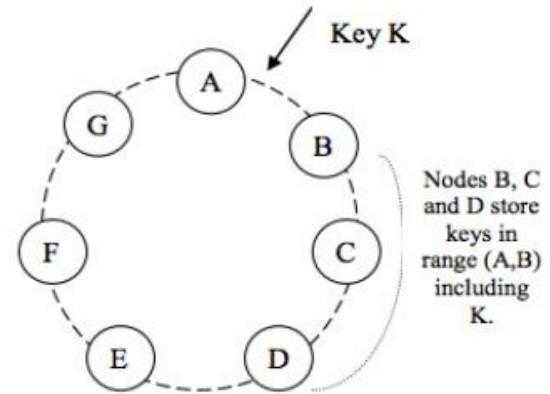 Key K
A
B
C
D
E
F
G
Nodes B, C
and D store
keys in
range (A,B)
including
K.